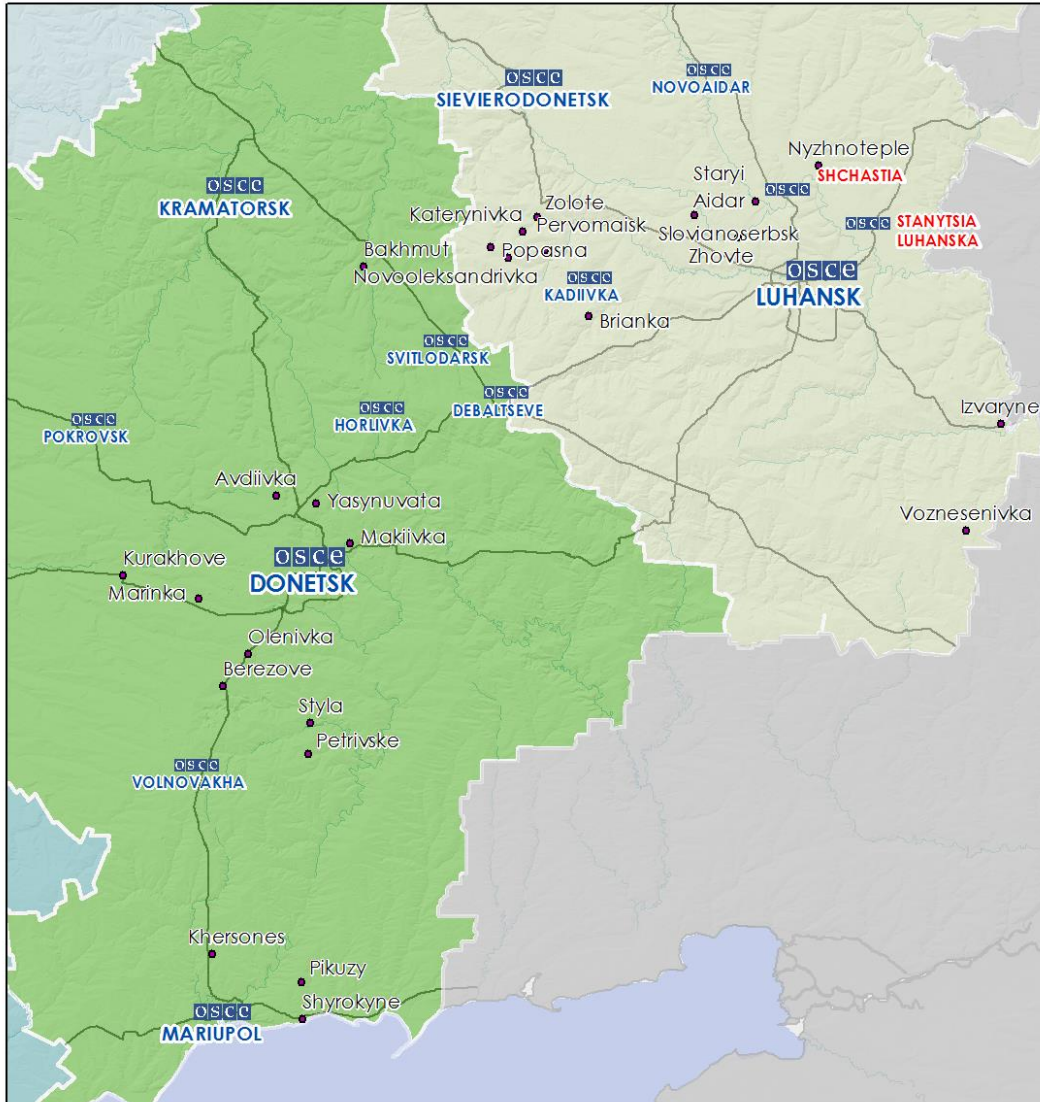 osce
SIEVIERODONETSK
osce
NOVOAIDAR
Nyzhnoteple
SHCHASTIA
osce
Staryi
Aidar
osce
KRAMATORSK
Katerynivka
Zolote
Pervomaisk
Popasna
Novooleksandrivka
Bakhmut
Slovianoserbsk
Zhovte
osce
STANYTSIA
LUHANSKA
osce
LUHANSK
osce
KADIIVKA
Brianka
osce
SVITLODARSK
osce
DEBALTSEVE
osce
HORLIVKA
osce
POKROVSK
Izvaryne
Avdiivka
Yasynuvata
Makiivka
Voznesenivka
osce
DONETSK
Kurakhove
Marinka
Olenivka
Berezove
Styla
Petrivske
osce
VOLNOVAKHA
Khersones
Pikuzy
Shyrokyne
osce
MARIUPOL